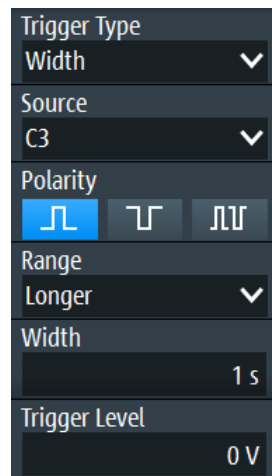 Trigger Type
Width
Source
C3
Polarity
Range
Longer
Width
1 s
Trigger Level
0 V